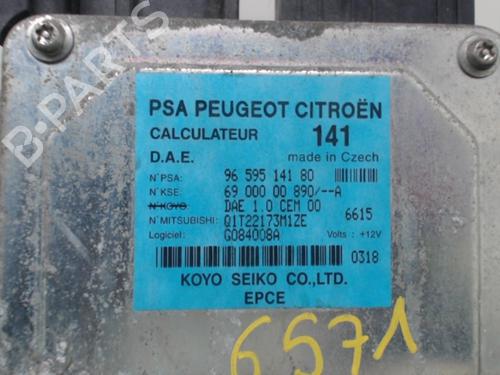 B-PARTS
PSA PEUGEOT CITROËN
CALCULATEUR 141
D.A.E. made in Czech
N°PSA: 96 595 141 80
N°KSE: 69 000 00 890/--A
N°KOYO: DAE 1.0 CEM 00
N°MITSUBISHI: Q1T22173M1ZE 6615
Logiciel: G084008A Volts : +12V
0318
KOYO SEIKO CO.,LTD.
EPCE
6571